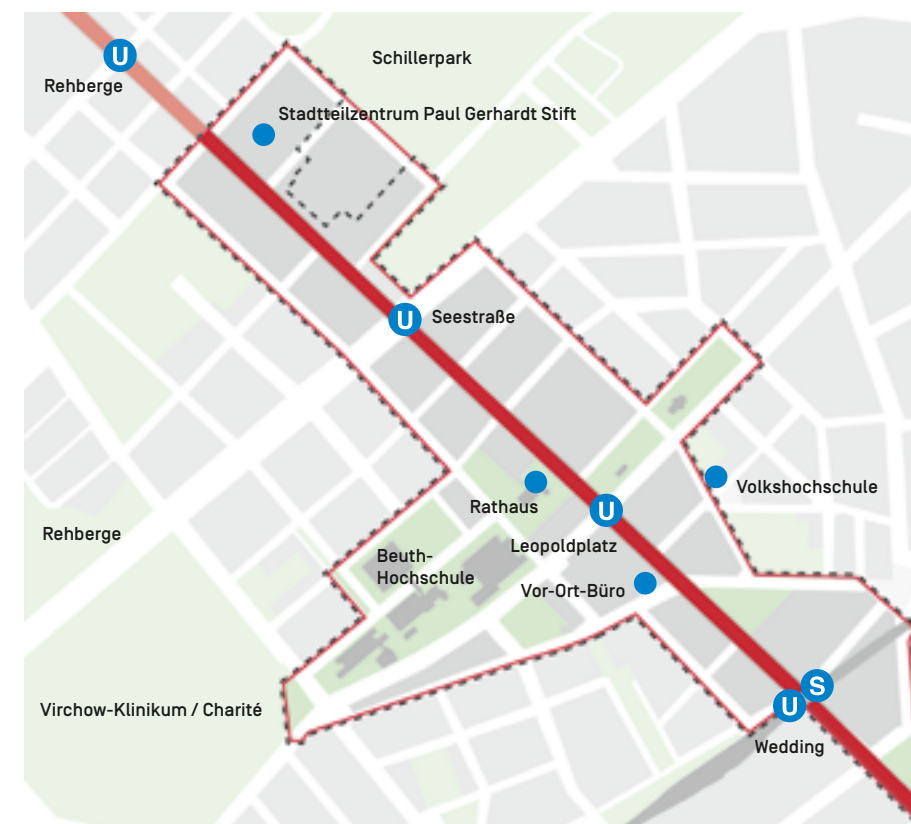 U
Rehberge
Schillerpark
Stadtteilzentrum Paul Gerhardt Stift
U
Seestraße
Rathaus
U
Leopoldplatz
Volkshochschule
Rehberge
Beuth-
Hochschule
Vor-Ort-Büro
Virchow-Klinikum / Charité
S
U
Wedding